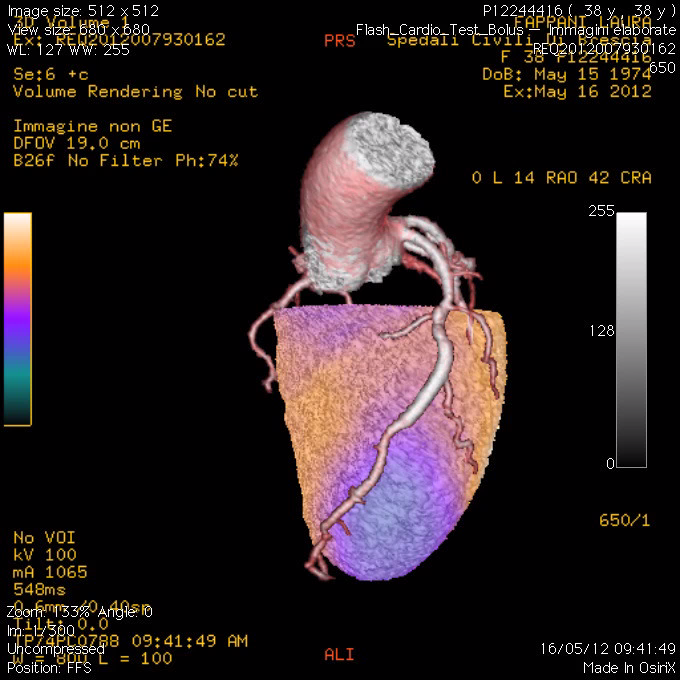 Image size: 512 x 512
View size: 680 x 680
WL: 127 WW: 255
3D Volume 1
Ex: REQ2012007930162
Se:6 +c
Volume Rendering No cut
Immagine non GE
DFOV 19.0 cm
B26f No Filter Ph:74%
PRS
P12244416 ( 38 y , 38 y )
FAPPANI LAURA
Flash_Cardio_Test_Bolus — Immagini elaborate
Spedali Civili Di Brescia
REQ2012007930162
F 38 P12244416
650
DoB: May 15 1974
Ex:May 16 2012
0 L 14 RAO 42 CRA
255
128
0
650/1
No VOI
kV 100
mA 1065
548ms
0.6mm /0.40sp
Zoom: 133% Angle: 0
Tilt: 0.0
Im: 1/300
TP74PC0788 09:41:49 AM
Uncompressed
W = 800 L = 100
Position: FFS
ALI
16/05/12 09:41:49
Made In OsiriX